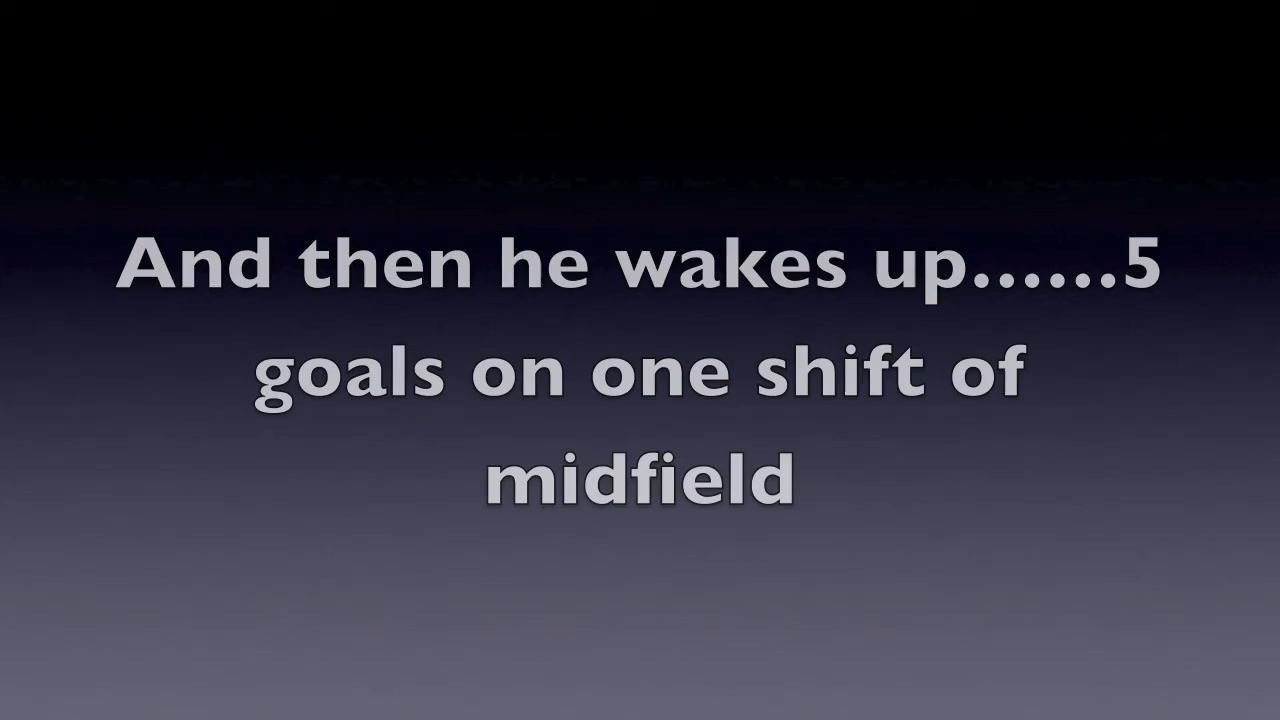 And then he wakes up......5
goals on one shift of
midfield